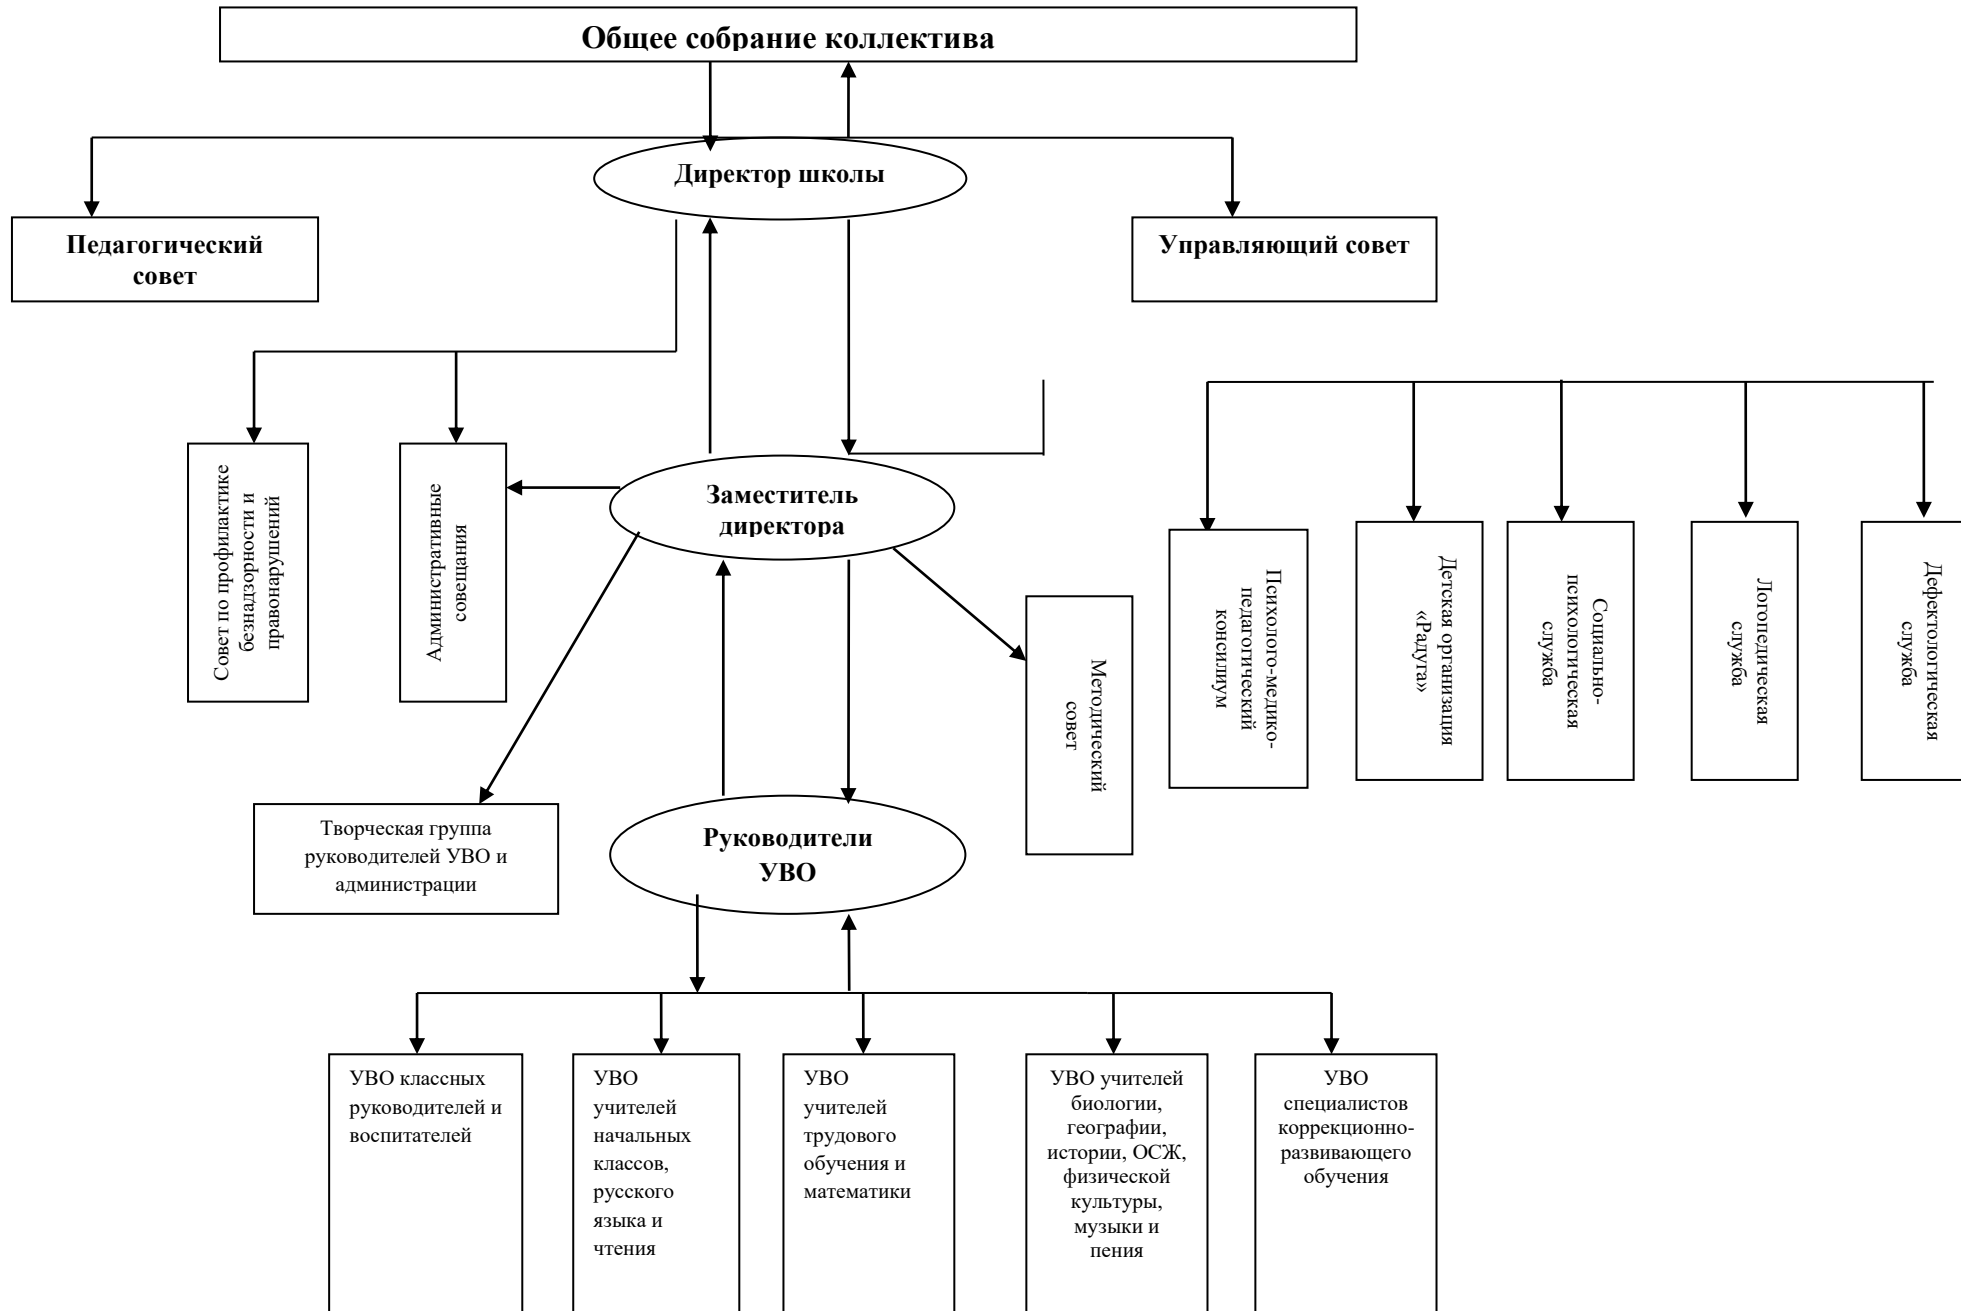 Общее собрание коллектива
Директор школы
Педагогический
совет
Управляющий совет
Совет по профилактике
безнадзорности и
правонарушений
Административные
совещания
Заместитель
директора
Методический
совет
Психолого-медико-
педагогический
консилиум
Детская организация
«Радуга»
Социально-
психологическая
служба
Логопедическая
служба
Дефектологическая
служба
Творческая группа
руководителей УВО и
администрации
Руководители
УВО
УВО классных
руководителей и
воспитателей
УВО
учителей
начальных
классов,
русского
языка и
чтения
УВО
учителей
трудового
обучения и
математики
УВО учителей
биологии,
географии,
истории, ОСЖ,
физической
культуры,
музыки и
пения
УВО
специалистов
коррекционно-
развивающего
обучения